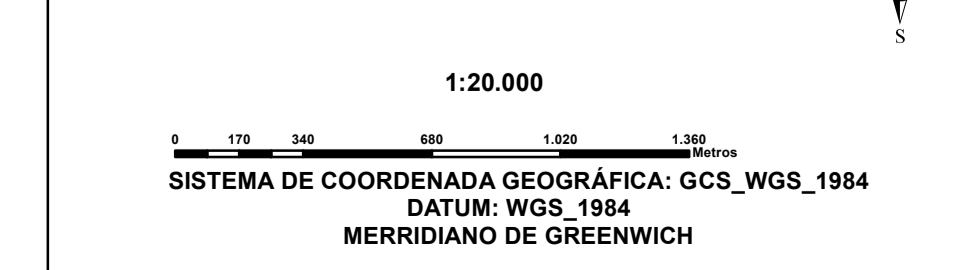 S
1:20.000
0 170 340 680 1.020 1.360
Metros
SISTEMA DE COORDENADA GEOGRÁFICA: GCS_WGS_1984
DATUM: WGS_1984
MERRIDIANO DE GREENWICH